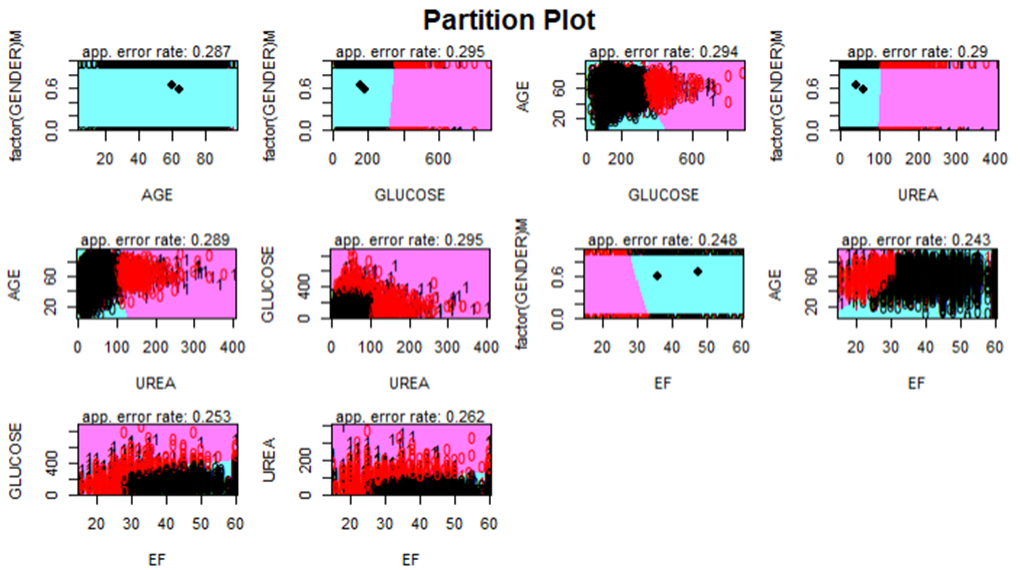 Partition Plot
app. error rate: 0.287
factor(GENDER)M
0.0 0.6
20 40 60 80
AGE
app. error rate: 0.295
factor(GENDER)M
0.0 0.6
0 200 600
GLUCOSE
app. error rate: 0.294
AGE
20 60
0 200 600
GLUCOSE
app. error rate: 0.29
factor(GENDER)M
0.0 0.6
0 100 200 300 400
UREA
app. error rate: 0.289
AGE
20 60
0 100 200 300 400
UREA
app. error rate: 0.295
GLUCOSE
0 400
0 100 200 300 400
UREA
app. error rate: 0.248
factor(GENDER)M
0.0 0.6
20 30 40 50 60
EF
app. error rate: 0.243
AGE
20 60
20 30 40 50 60
EF
app. error rate: 0.253
GLUCOSE
0 400
20 30 40 50 60
EF
app. error rate: 0.262
UREA
0 200
20 30 40 50 60
EF